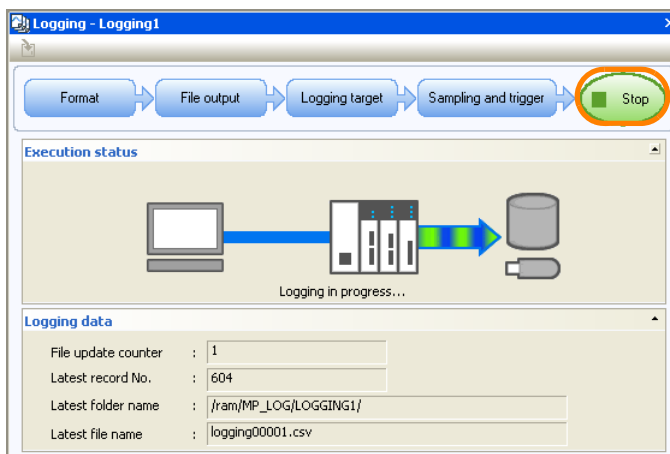 Logging - Logging1
Format File output Logging target Sampling and trigger Stop
Execution status
Logging in progress...
Logging data
File update counter : 1
Latest record No. : 604
Latest folder name : /ram/MP_LOG/LOGGING1/
Latest file name : logging00001.csv